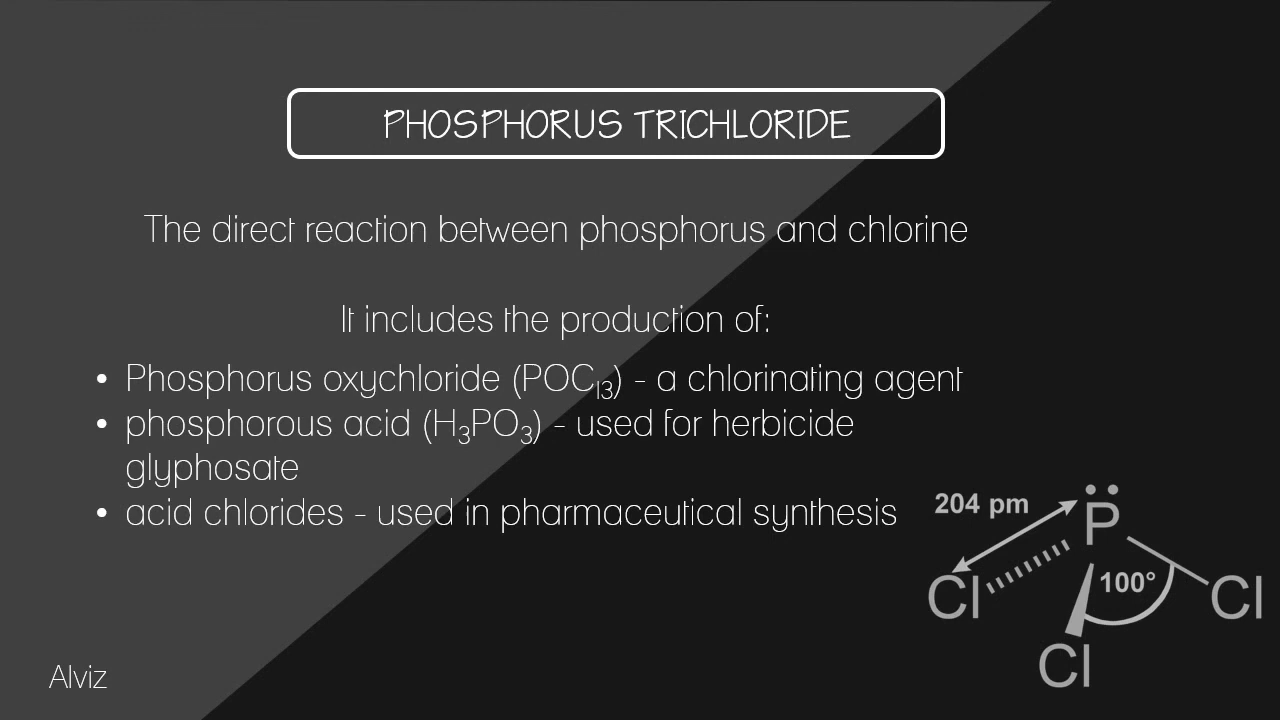 PHOSPHORUS TRICHLORIDE
The direct reaction between phosphorus and chlorine
It includes the production of:
• Phosphorus oxychloride (POCl3) - a chlorinating agent
• phosphorous acid (H3PO3) - used for herbicide
glyphosate
• acid chlorides - used in pharmaceutical synthesis
204 pm
P
100°
Cl
Cl
Cl
Alviz